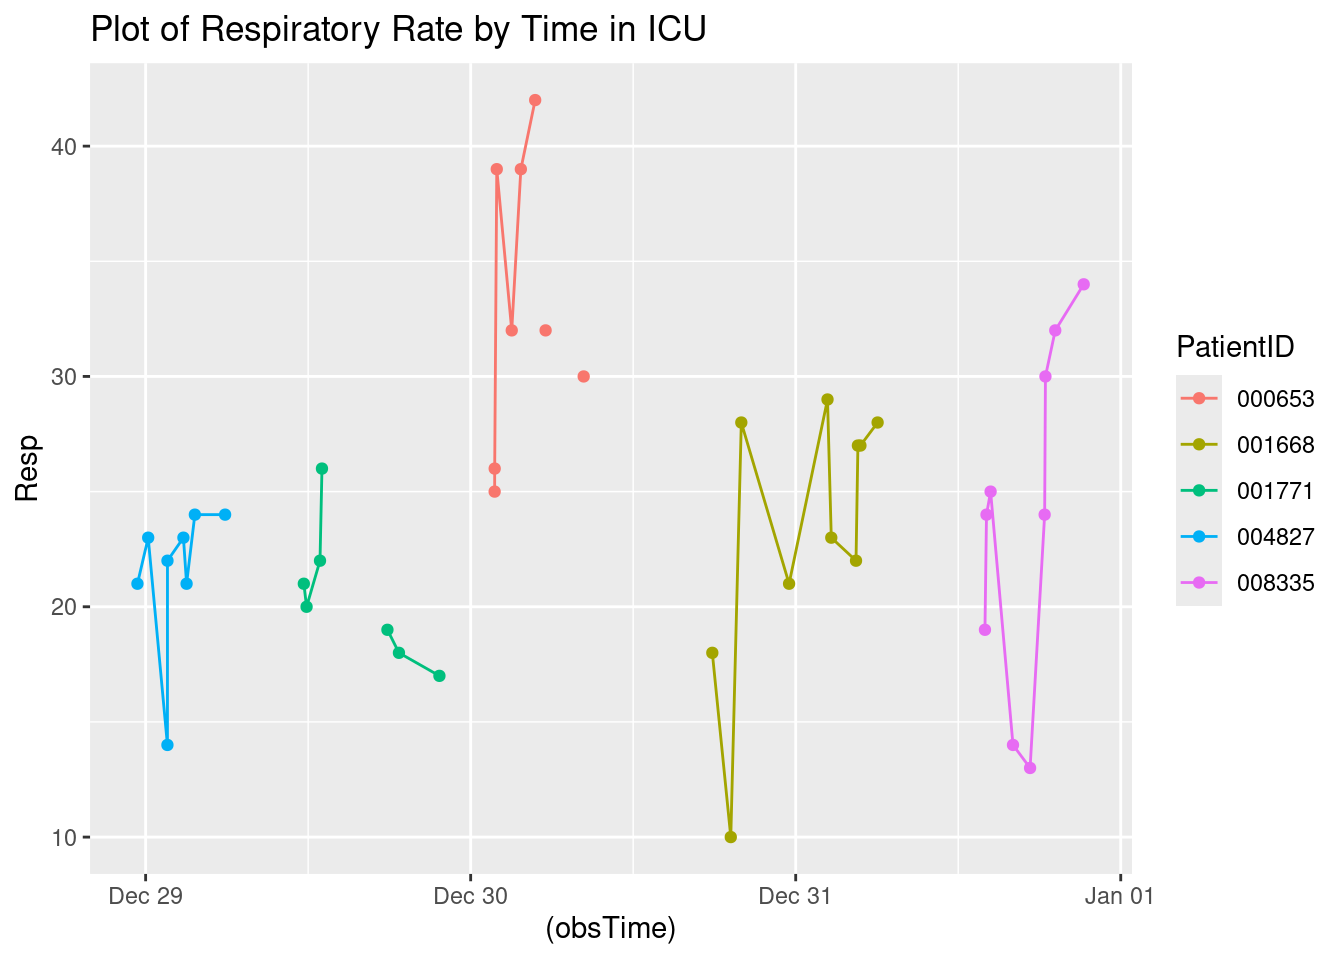 Plot of Respiratory Rate by Time in ICU
40
30
20
10
Resp
Dec 29
Dec 30
Dec 31
Jan 01
(obsTime)
PatientID
000653
001668
001771
004827
008335